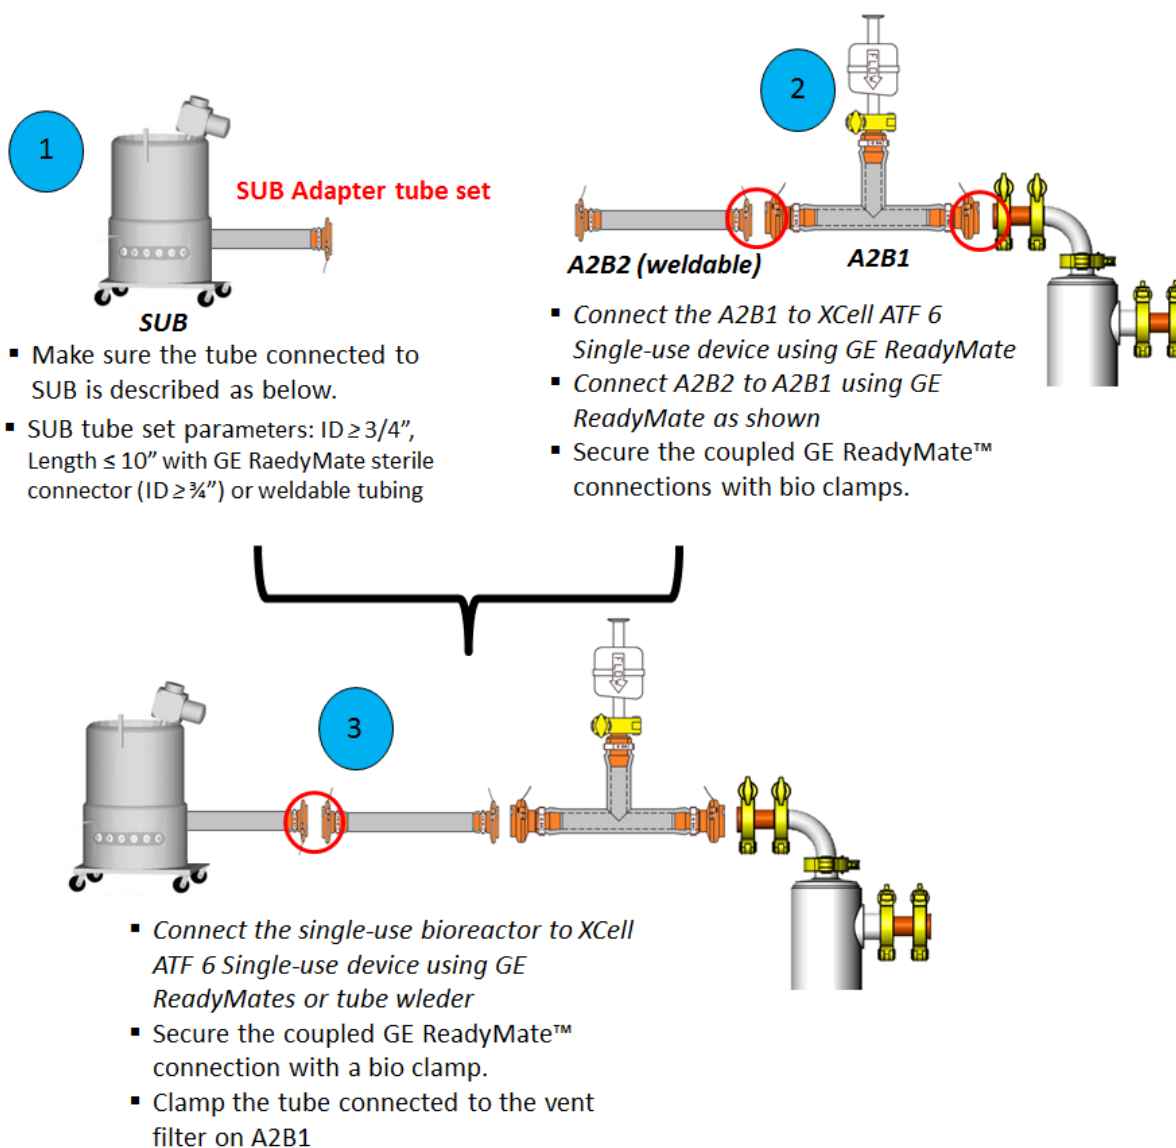 1
SUB Adapter tube set
SUB
▪ Make sure the tube connected to
SUB is described as below.
▪ SUB tube set parameters: ID ≥ 3/4”,
Length ≤ 10” with GE RaedyMate sterile
connector (ID ≥ ¾”) or weldable tubing
2
FLOW
A2B2 (weldable)
A2B1
▪ Connect the A2B1 to XCell ATF 6
Single-use device using GE ReadyMate
▪ Connect A2B2 to A2B1 using GE
ReadyMate as shown
▪ Secure the coupled GE ReadyMate™
connections with bio clamps.
3
FLOW
▪ Connect the single-use bioreactor to XCell
ATF 6 Single-use device using GE
ReadyMates or tube wleder
▪ Secure the coupled GE ReadyMate™
connection with a bio clamp.
▪ Clamp the tube connected to the vent
filter on A2B1